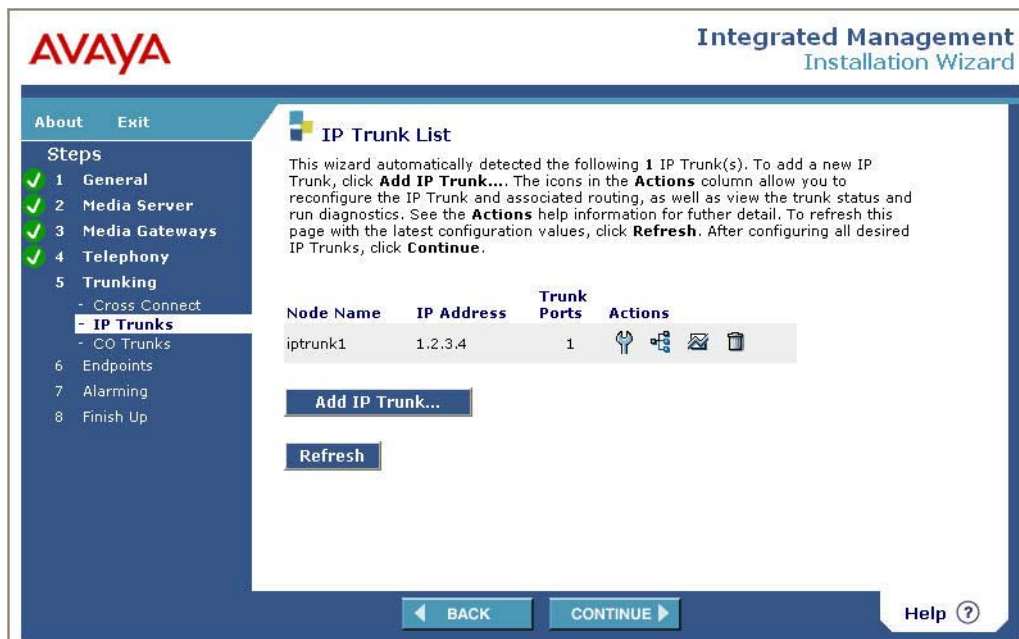 AVAYA
Integrated Management
Installation Wizard
About Exit
Steps
1 General
2 Media Server
3 Media Gateways
4 Telephony
5 Trunking
- Cross Connect
- IP Trunks
- CO Trunks
6 Endpoints
7 Alarming
8 Finish Up
IP Trunk List
This wizard automatically detected the following 1 IP Trunk(s). To add a new IP
Trunk, click Add IP Trunk.... The icons in the Actions column allow you to
reconfigure the IP Trunk and associated routing, as well as view the trunk status and
run diagnostics. See the Actions help information for futher detail. To refresh this
page with the latest configuration values, click Refresh. After configuring all desired
IP Trunks, click Continue.
Node Name IP Address Trunk Ports Actions
iptrunk1 1.2.3.4 1
Add IP Trunk...
Refresh
BACK CONTINUE
Help ?